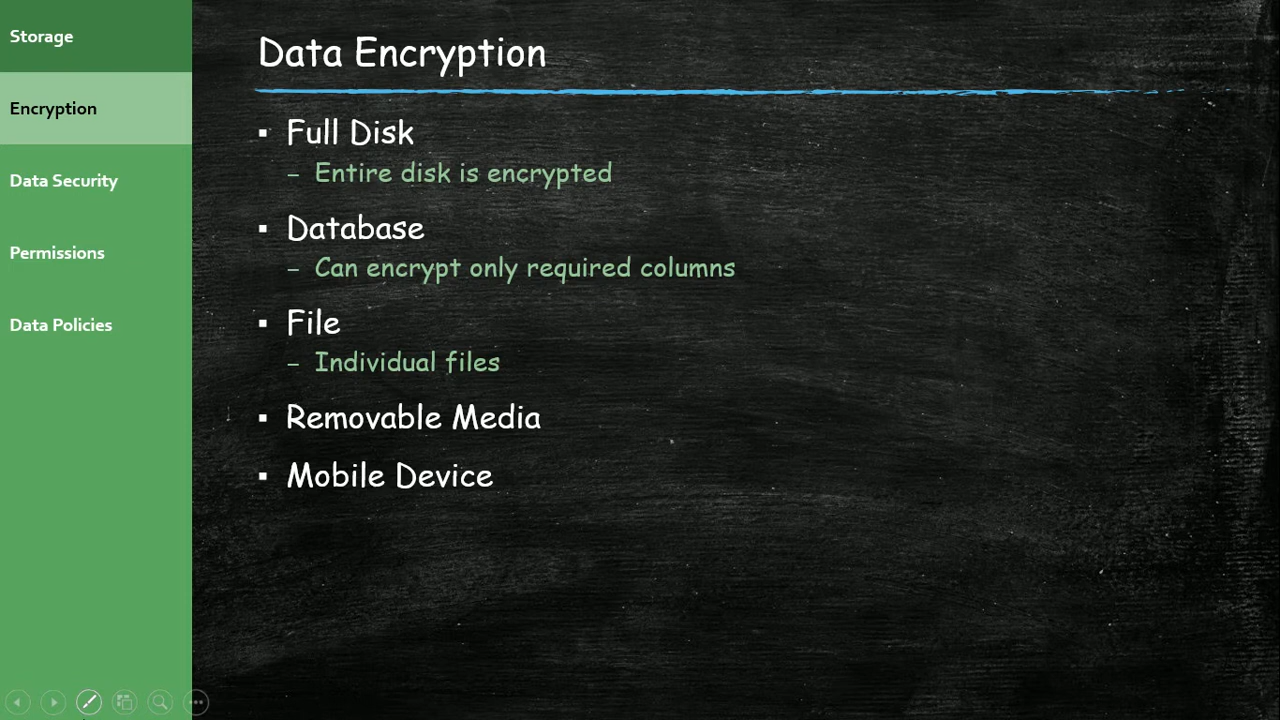 Storage
Encryption
Data Security
Permissions
Data Policies
Data Encryption
▪ Full Disk
– Entire disk is encrypted
▪ Database
– Can encrypt only required columns
▪ File
– Individual files
▪ Removable Media
▪ Mobile Device